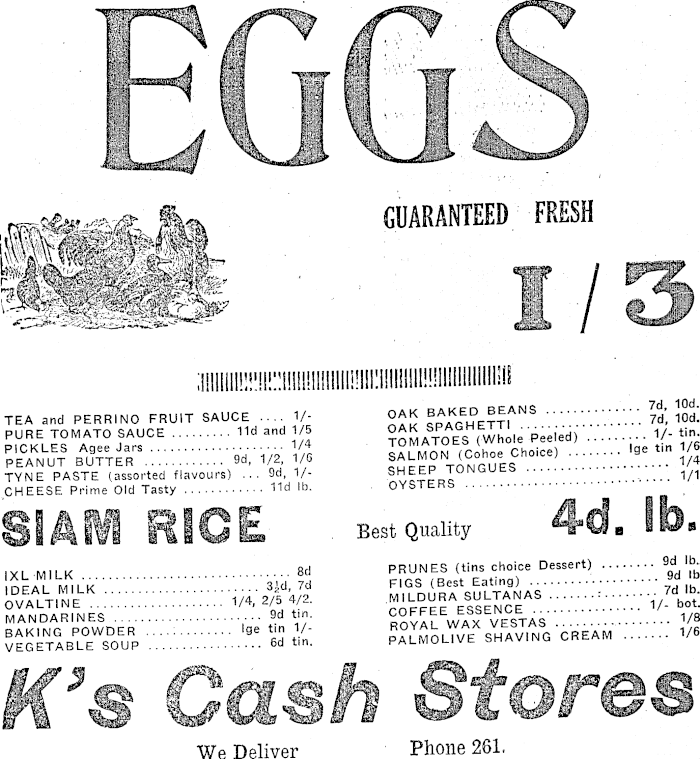 EGGS
GUARANTEED FRESH
1/3
TEA and PERRINO FRUIT SAUCE .... 1/-
PURE TOMATO SAUCE ......... 11d and 1/5
PICKLES Agee Jars .................. 1/4
PEANUT BUTTER ............ 9d, 1/2, 1/6
TYNE PASTE (assorted flavours) ... 9d, 1/-
CHEESE Prime Old Tasty ............ 11d lb.
OAK BAKED BEANS .............. 7d, 10d.
OAK SPAGHETTI .................. 7d, 10d.
TOMATOES (Whole Peeled) ......... 1/- tin.
SALMON (Cohoe Choice) ....... lge tin 1/6
SHEEP TONGUES ...................... 1/4
OYSTERS .............................. 1/1
SIAM RICE Best Quality 4d. lb.
IXL MILK ............................... 8d
IDEAL MILK ...................... 3½d, 7d
OVALTINE .................. 1/4, 2/5 4/2.
MANDARINES ................... 9d tin.
BAKING POWDER ............ lge tin 1/-
VEGETABLE SOUP ................. 6d tin.
PRUNES (tins choice Dessert) ........ 9d lb.
FIGS (Best Eating) ................. 9d lb
MILDURA SULTANAS .............. 7d lb.
COFFEE ESSENCE ................ 1/- bot.
ROYAL WAX VESTAS ................. 1/8
PALMOLIVE SHAVING CREAM ....... 1/6
K's Cash Stores
We Deliver Phone 261.